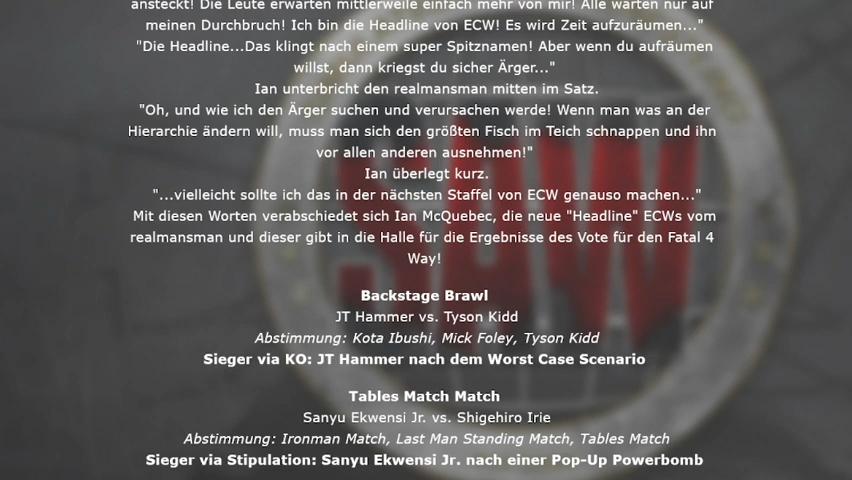 ansteckt! Die Leute erwarten mittlerweile einfach mehr von mir! Alle warten nur auf
meinen Durchbruch! Ich bin die Headline von ECW! Es wird Zeit aufzuräumen..."
"Die Headline...Das klingt nach einem super Spitznamen! Aber wenn du aufräumen
willst, dann kriegst du sicher Ärger..."
Ian unterbricht den realmansman mitten im Satz.
"Oh, und wie ich den Ärger suchen und verursachen werde! Wenn man was an der
Hierarchie ändern will, muss man sich den größten Fisch im Teich schnappen und ihn
vor allen anderen ausnehmen!"
Ian überlegt kurz.
"...vielleicht sollte ich das in der nächsten Staffel von ECW genauso machen..."
Mit diesen Worten verabschiedet sich Ian McQuebec, die neue "Headline" ECWs vom
realmansman und dieser gibt in die Halle für die Ergebnisse des Vote für den Fatal 4
Way!
Backstage Brawl
JT Hammer vs. Tyson Kidd
Abstimmung: Kota Ibushi, Mick Foley, Tyson Kidd
Sieger via KO: JT Hammer nach dem Worst Case Scenario
Tables Match Match
Sanyu Ekwensi Jr. vs. Shigehiro Irie
Abstimmung: Ironman Match, Last Man Standing Match, Tables Match
Sieger via Stipulation: Sanyu Ekwensi Jr. nach einer Pop-Up Powerbomb
SAW